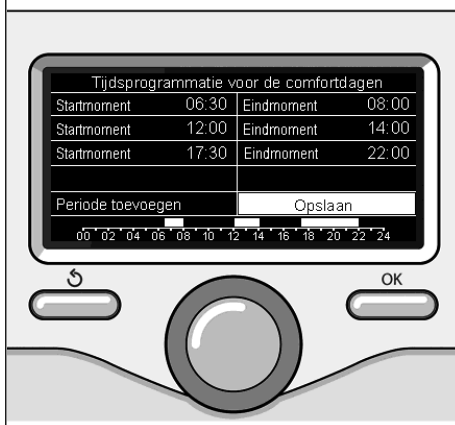 Tijdsprogrammatie voor de comfortdagen
Startmoment 06:30 Eindmoment 08:00
Startmoment 12:00 Eindmoment 14:00
Startmoment 17:30 Eindmoment 22:00
Periode toevoegen Opslaan
00 02 04 06 08 10 12 14 16 18 20 22 24
OK